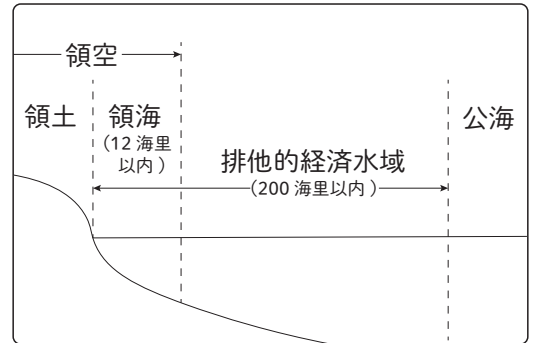 領空
領土
領海
（12 海里
以内）
公海
排他的経済水域
（200 海里以内）